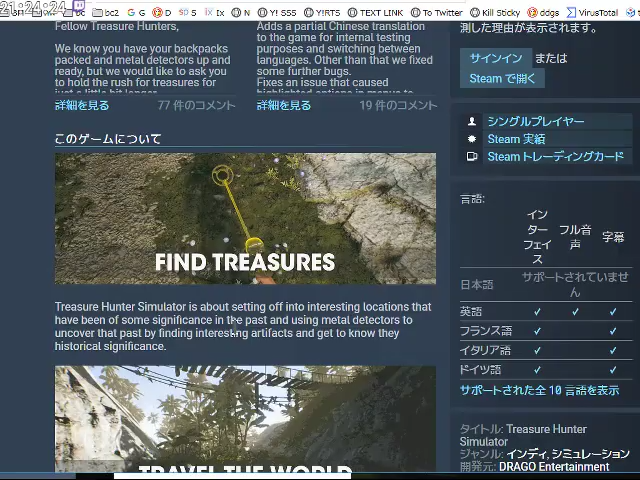 21:24:24
bc
bc2
G G
D
5
Ix
N
Y! 5S5
Y!RTS
TEXT LINK
To Twitter
Kill Sticky
ddgs
VirusTotal
Fellow Treasure Hunters,
We know you have your backpacks
packed and metal detectors up and
ready, but we would like to ask you
to hold the rush for treasures for
just a little bit longer.
詳細を見る
77 件のコメント
Adds a partial Chinese translation
to the game for internal testing
purposes and switching between
languages. Other than that we fixed
some further bugs.
Fixes an issue that caused
highlighted options in menus to
詳細を見る
19 件のコメント
このゲームについて
FIND TREASURES
Treasure Hunter Simulator is about setting off into interesting locations that
have been of some significance in the past and using metal detectors to
uncover that past by finding interesting artifacts and get to know they
historical significance.
TRAVEL THE WORLD
測した理由が表示されます。
サインイン または
Steam で開く
シングルプレイヤー
Steam 実績
Steam トレーディングカード
言語:
イン
ター
フェイ
ス
フル音
声
字幕
日本語
サポートされていませ
ん
英語 ✓ ✓ ✓
フランス語 ✓ ✓
イタリア語 ✓ ✓
ドイツ語 ✓ ✓
サポートされた全 10 言語を表示
タイトル: Treasure Hunter
Simulator
ジャンル: インディ, シミュレーション
開発元: DRAGO Entertainment